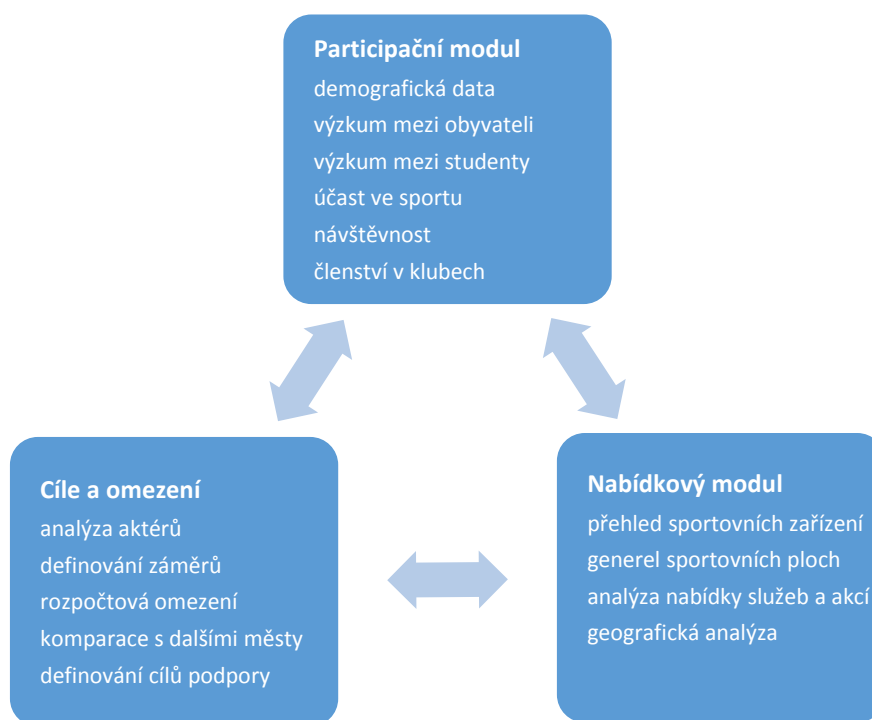 Participační modul
demografická data
výzkum mezi obyvateli
výzkum mezi studenty
účast ve sportu
návštěvnost
členství v klubech
Cíle a omezení
analýza aktérů
definování záměrů
rozpočtová omezení
komparace s dalšími městy
definování cílů podpory
Nabídkový modul
přehled sportovních zařízení
generel sportovních ploch
analýza nabídky služeb a akcí
geografická analýza